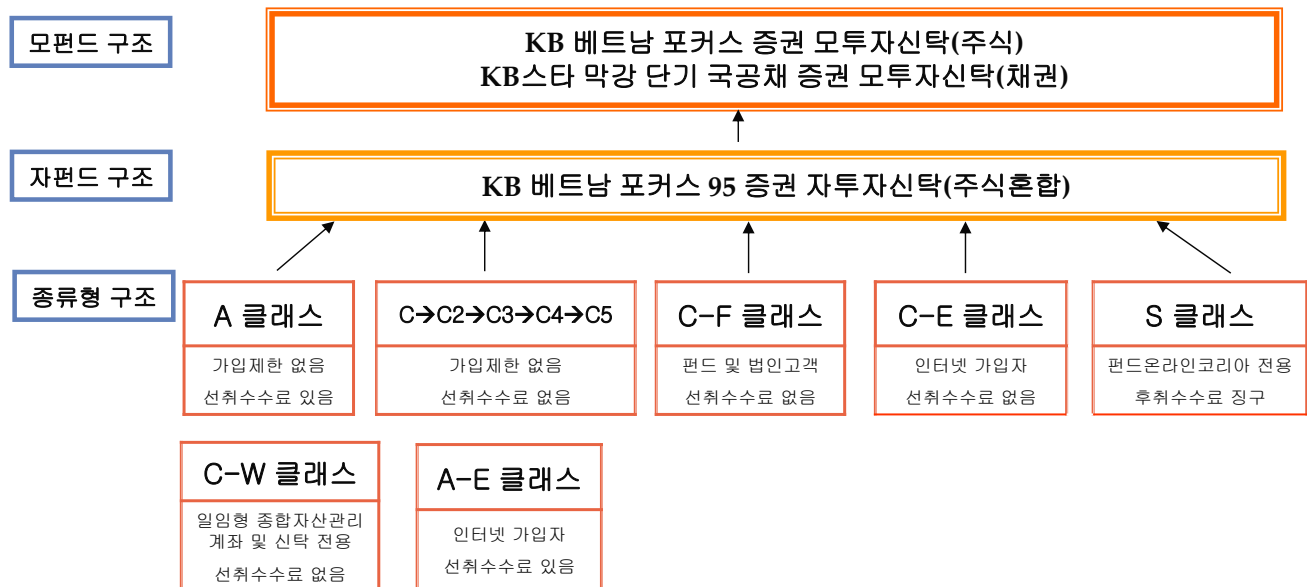 모펀드 구조
KB 베트남 포커스 증권 모투자신탁(주식)
KB스타 막강 단기 국공채 증권 모투자신탁(채권)
자펀드 구조
KB 베트남 포커스 95 증권 자투자신탁(주식혼합)
종류형 구조
A 클래스
가입제한 없음
선취수수료 있음
C→C2→C3→C4→C5
가입제한 없음
선취수수료 없음
C-F 클래스
펀드 및 법인고객
선취수수료 없음
C-E 클래스
인터넷 가입자
선취수수료 없음
S 클래스
펀드온라인코리아 전용
후취수수료 징구
C-W 클래스
일임형 종합자산관리
계좌 및 신탁 전용
선취수수료 없음
A-E 클래스
인터넷 가입자
선취수수료 있음